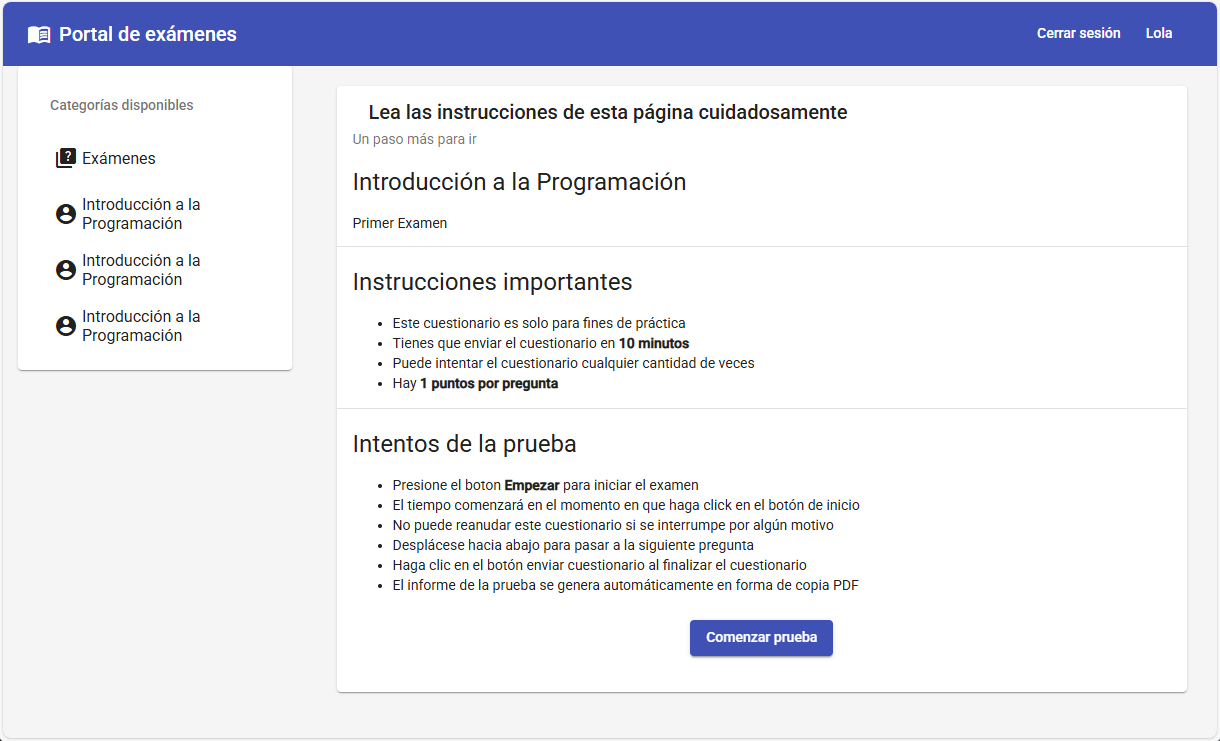 Portal de exámenes
Cerrar sesión
Lola
Categorías disponibles
Exámenes
Introducción a la
Programación
Introducción a la
Programación
Introducción a la
Programación
Lea las instrucciones de esta página cuidadosamente
Un paso más para ir
Introducción a la Programación
Primer Examen
Instrucciones importantes
Este cuestionario es solo para fines de práctica
Tienes que enviar el cuestionario en 10 minutos
Puede intentar el cuestionario cualquier cantidad de veces
Hay 1 puntos por pregunta
Intentos de la prueba
Presione el boton Empezar para iniciar el examen
El tiempo comenzará en el momento en que haga click en el botón de inicio
No puede reanudar este cuestionario si se interrumpe por algún motivo
Desplácese hacia abajo para pasar a la siguiente pregunta
Haga clic en el botón enviar cuestionario al finalizar el cuestionario
El informe de la prueba se genera automáticamente en forma de copia PDF
Comenzar prueba